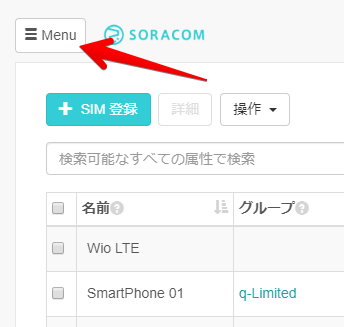 Menu SORACOM
SIM 登録 詳細 操作
検索可能なすべての属性で検索
名前 グループ
Wio LTE
SmartPhone 01 q-Limited